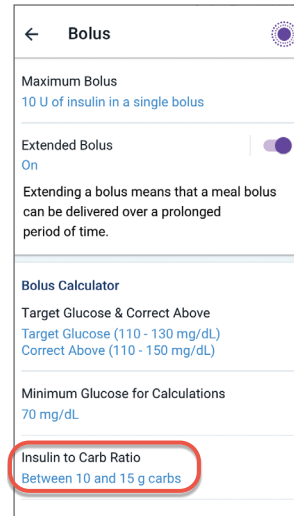 Bolus
Maximum Bolus
10 U of insulin in a single bolus
Extended Bolus
On
Extending a bolus means that a meal bolus
can be delivered over a prolonged
period of time.
Bolus Calculator
Target Glucose & Correct Above
Target Glucose (110 - 130 mg/dL)
Correct Above (110 - 150 mg/dL)
Minimum Glucose for Calculations
70 mg/dL
Insulin to Carb Ratio
Between 10 and 15 g carbs